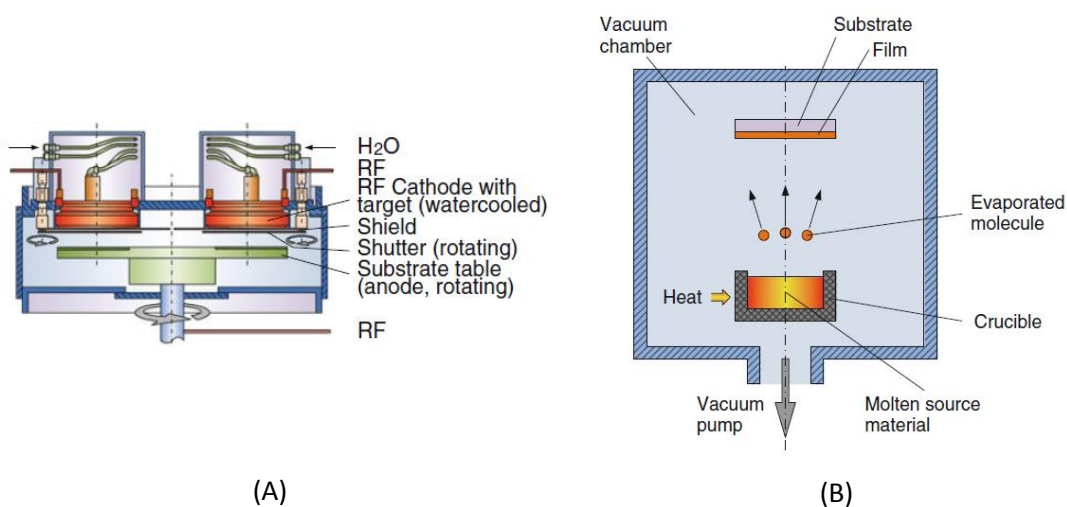 H2O
RF
RF Cathode with
target (watercooled)
Shield
Shutter (rotating)
Substrate table
(anode, rotating)
RF
(A)
Vacuum
chamber
Substrate
Film
Evaporated
molecule
Heat
Crucible
Vacuum
pump
Molten source
material
(B)